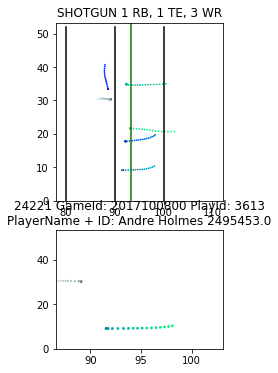 SHOTGUN 1 RB, 1 TE, 3 WR
50
40
30
20
10
0
80 90 100 110
24221 GameId: 2017100800 PlayId: 3613
PlayerName + ID: Andre Holmes 2495453.0
40
20
0
90 95 100